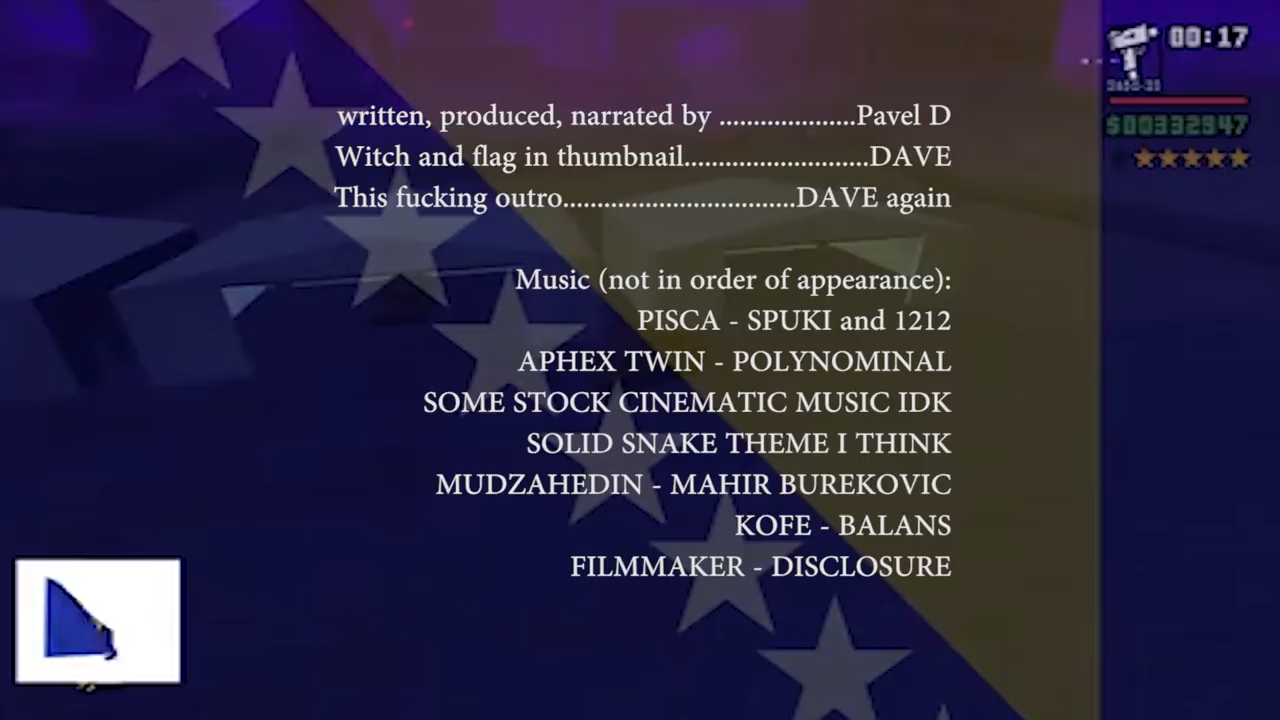 00:17
$00332947
written, produced, narrated by ....................Pavel D
Witch and flag in thumbnail...........................DAVE
This fucking outro..................................DAVE again
Music (not in order of appearance):
PISCA - SPUKI and 1212
APHEX TWIN - POLYNOMINAL
SOME STOCK CINEMATIC MUSIC IDK
SOLID SNAKE THEME I THINK
MUDZAHEDIN - MAHIR BUREKOVIC
KOFE - BALANS
FILMMAKER - DISCLOSURE